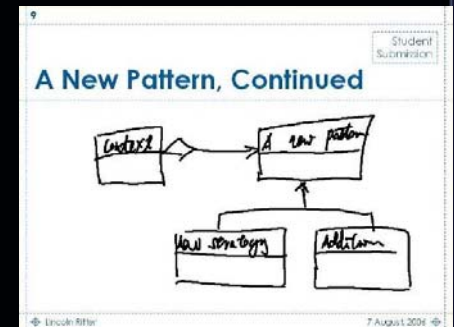 9
Student
Submission
A New Pattern, Continued
Context
A new pattern
New strategy
Addition
Lincoln Ritter
7 August 2006